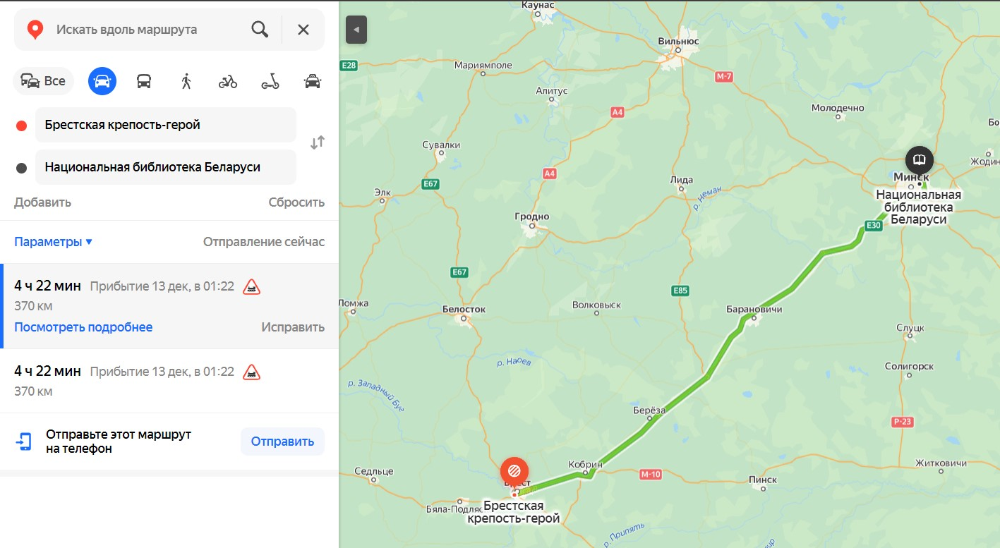 Искать вдоль маршрута
Все
Брестская крепость-герой
Национальная библиотека Беларуси
Добавить
Сбросить
Параметры
Отправление сейчас
4 ч 22 мин Прибытие 13 дек, в 01:22
370 км
Посмотреть подробнее
Исправить
4 ч 22 мин Прибытие 13 дек, в 01:22
370 км
Отправьте этот маршрут
на телефон
Отправить
Каунас
Вильнюс
E28
Мариямполе
М-7
Алитус
A4
Молодечно
Бо
Сувалки
Жодин
A4
Минск
E67
Лида
р. Неман
Элк
Национальная
библиотека
Беларуси
Гродно
E30
E67
E85
Ломжа
Белосток
Волковыск
Барановичи
Слуцк
р. Нарев
Солигорск
р. Западный Буг
Берёза
Р-23
Седльце
Кобрин
М-10
Житковичи
Брест
Пинск
Бяла-Подляс
Брестская
крепость-герой
р. Припять